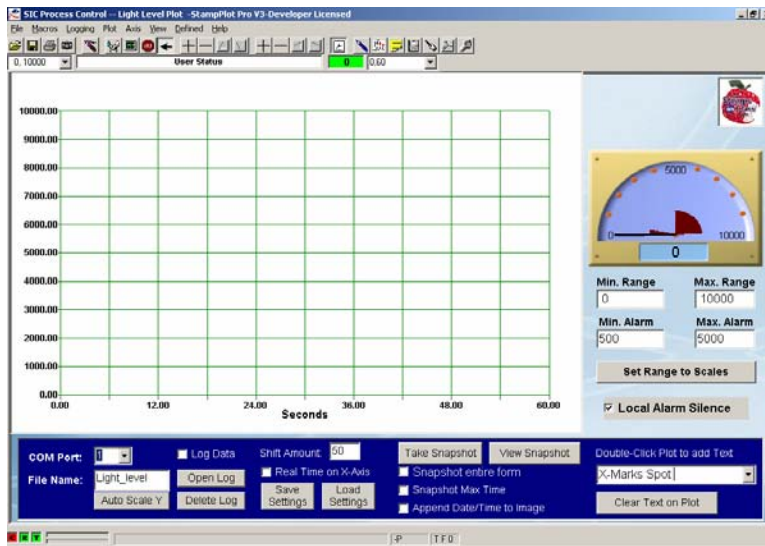 SIC Process Control -- Light Level Plot -StampPlot Pro V3-Developer Licensed
File Macros Logging Plot Axis View Defined Help
0, 10000 User Status 0 0,60
10000.00
9000.00
8000.00
7000.00
6000.00
5000.00
4000.00
3000.00
2000.00
1000.00
0.00
0.00 12.00 24.00 36.00 48.00 60.00
Seconds
5000
0 10000
0
Min. Range Max. Range
0 10000
Min. Alarm Max. Alarm
500 5000
Set Range to Scales
Local Alarm Silence
COM Port: 1 Log Data Shift Amount: 50 Take Snapshot View Snapshot Double-Click Plot to add Text
File Name: Light_level Open Log Real Time on X-Axis Snapshot entire form X-Marks Spot
Auto Scale Y Delete Log Save Settings Load Settings Snapshot Max Time Clear Text on Plot
Append Date/Time to Image
-P T F 0